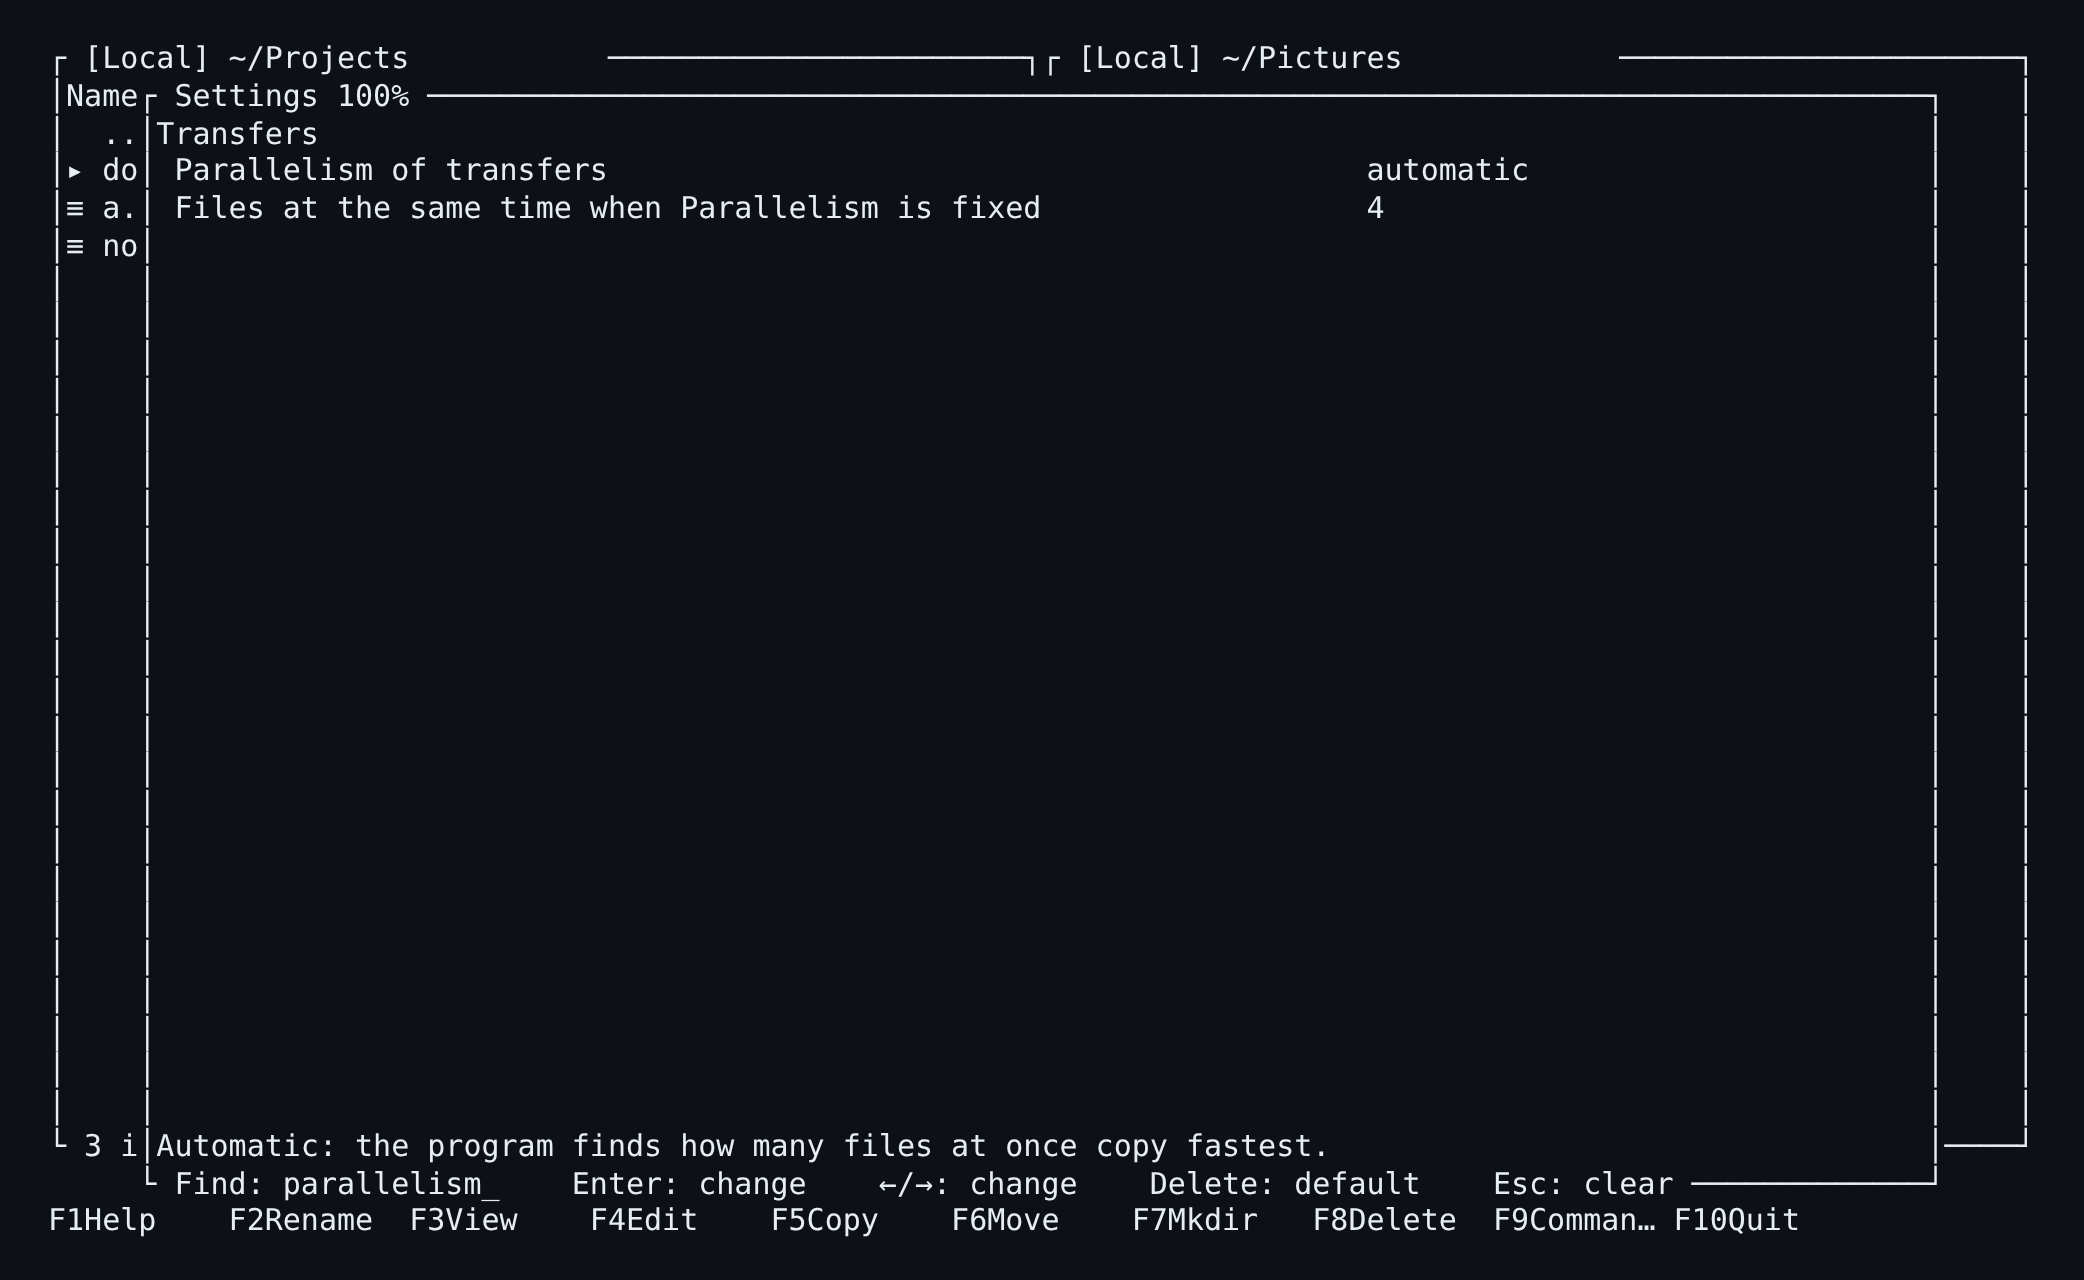 [Local] ~/Projects [Local] ~/Pictures
Name Settings 100%
.. Transfers
▸ do Parallelism of transfers automatic
≡ a. Files at the same time when Parallelism is fixed 4
≡ no
3 i Automatic: the program finds how many files at once copy fastest.
Find: parallelism_ Enter: change ←/→: change Delete: default Esc: clear
F1Help F2Rename F3View F4Edit F5Copy F6Move F7Mkdir F8Delete F9Comman… F10Quit